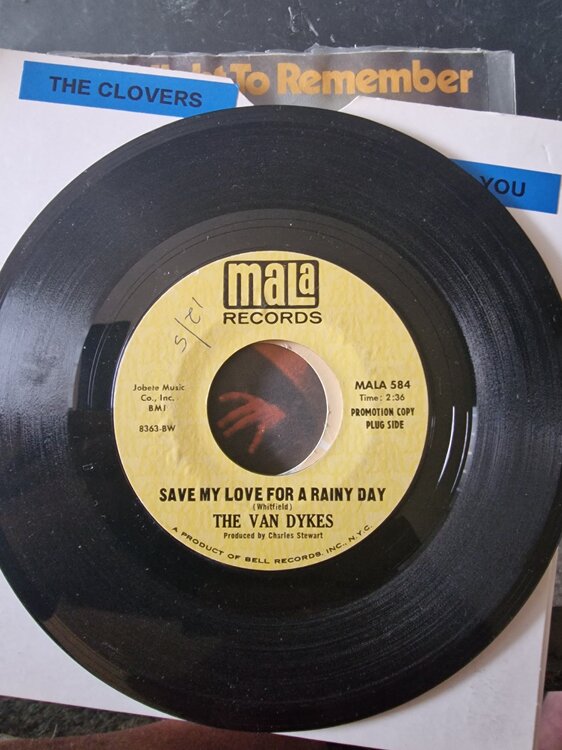 To Remember
THE CLOVERS
YOU
mala
RECORDS
12/5
Jobete Music
Co., Inc.
BMI
8363-BW
MALA 584
Time: 2:36
PROMOTION COPY
PLUG SIDE
SAVE MY LOVE FOR A RAINY DAY
(Whitfield)
THE VAN DYKES
Produced by Charles Stewart
A PRODUCT OF BELL RECORDS, INC., N.Y.C.